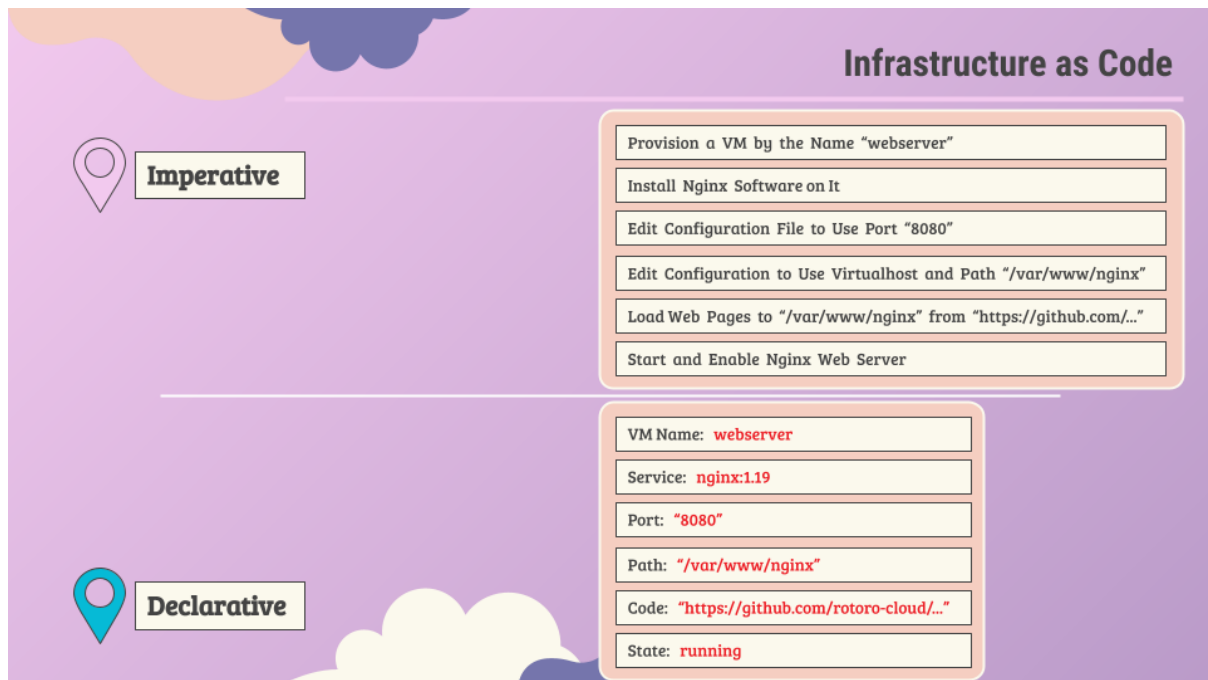 Infrastructure as Code
Imperative
Provision a VM by the Name “webserver”
Install Nginx Software on It
Edit Configuration File to Use Port “8080”
Edit Configuration to Use Virtualhost and Path “/var/www/nginx”
Load Web Pages to “/var/www/nginx” from “https://github.com/...”
Start and Enable Nginx Web Server
Declarative
VM Name: webserver
Service: nginx:1.19
Port: “8080”
Path: “/var/www/nginx”
Code: “https://github.com/rotoro-cloud/...”
State: running